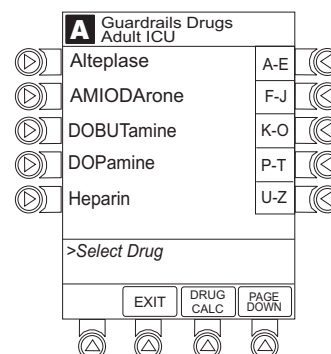 A Guardrails Drugs
Adult ICU
Alteplase A-E
AMIODArone F-J
DOBUTamine K-O
DOPamine P-T
Heparin U-Z
>Select Drug
EXIT DRUG CALC PAGE DOWN